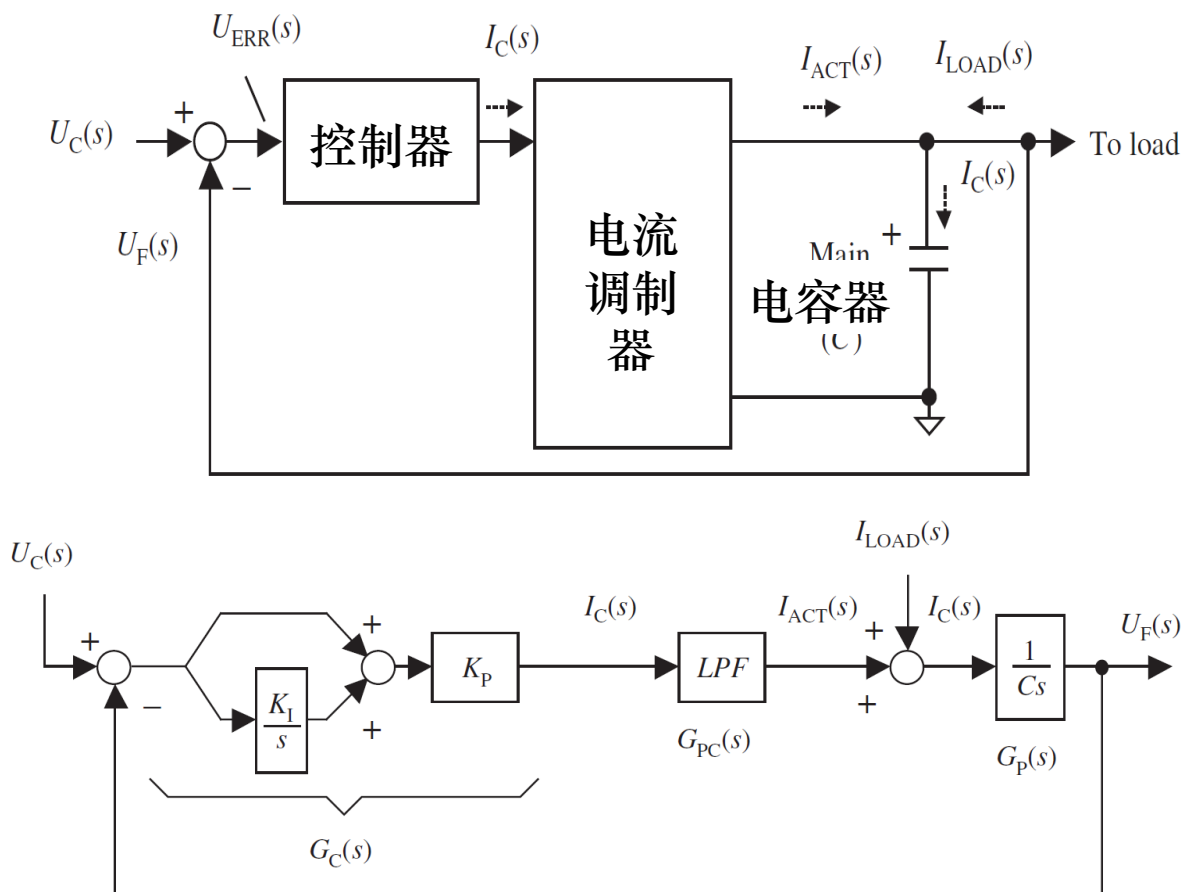 U_ERR(s)
I_C(s)
I_ACT(s)
I_LOAD(s)
U_C(s)
+
控制器
To load
−
I_C(s)
U_F(s)
电流
调制
器
Main
+
电容器
(C)
I_LOAD(s)
U_C(s)
I_C(s)
I_ACT(s)
I_C(s)
U_F(s)
+
+
+
K_P
LPF
1
Cs
−
K_I
s
+
+
G_PC(s)
G_P(s)
G_C(s)